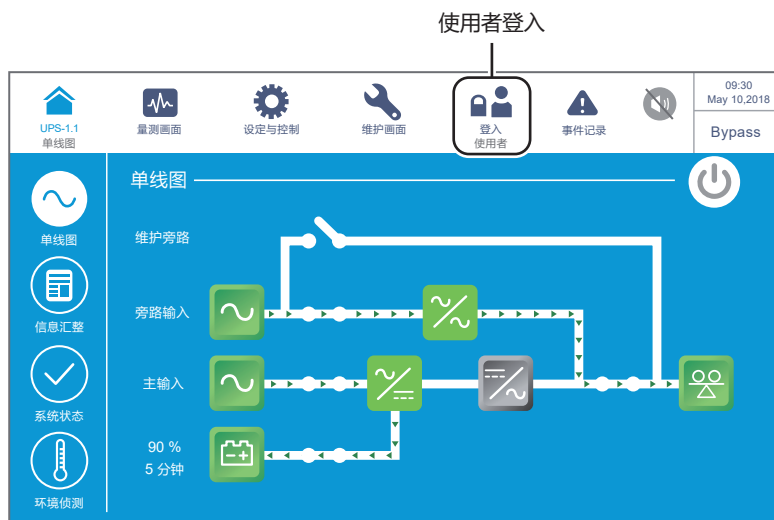 使用者登入
UPS-1.1
单线图
量测画面
设定与控制
维护画面
登入
使用者
事件记录
09:30
May 10,2018
Bypass
单线图
信息汇整
系统状态
环境侦测
单线图
维护旁路
旁路输入
主输入
90 %
5 分钟